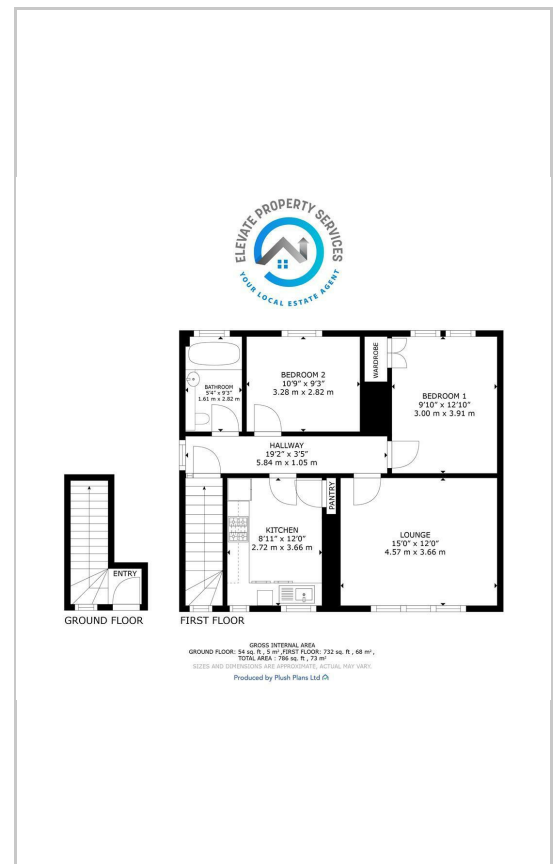 ELEVATE PROPERTY SERVICES
YOUR LOCAL ESTATE AGENT
BATHROOM
5'4" x 9'3"
1.61 m x 2.82 m
BEDROOM 2
10'9" x 9'3"
3.28 m x 2.82 m
WARDROBE
BEDROOM 1
9'10" x 12'10"
3.00 m x 3.91 m
HALLWAY
19'2" x 3'5"
5.84 m x 1.05 m
KITCHEN
8'11" x 12'0"
2.72 m x 3.66 m
PANTRY
LOUNGE
15'0" x 12'0"
4.57 m x 3.66 m
ENTRY
GROUND FLOOR
FIRST FLOOR
GROSS INTERNAL AREA
GROUND FLOOR: 54 sq. ft , 5 m² ,FIRST FLOOR: 732 sq. ft , 68 m² ,
TOTAL AREA : 786 sq. ft , 73 m²
SIZES AND DIMENSIONS ARE APPROXIMATE, ACTUAL MAY VARY.
Produced by Plush Plans Ltd